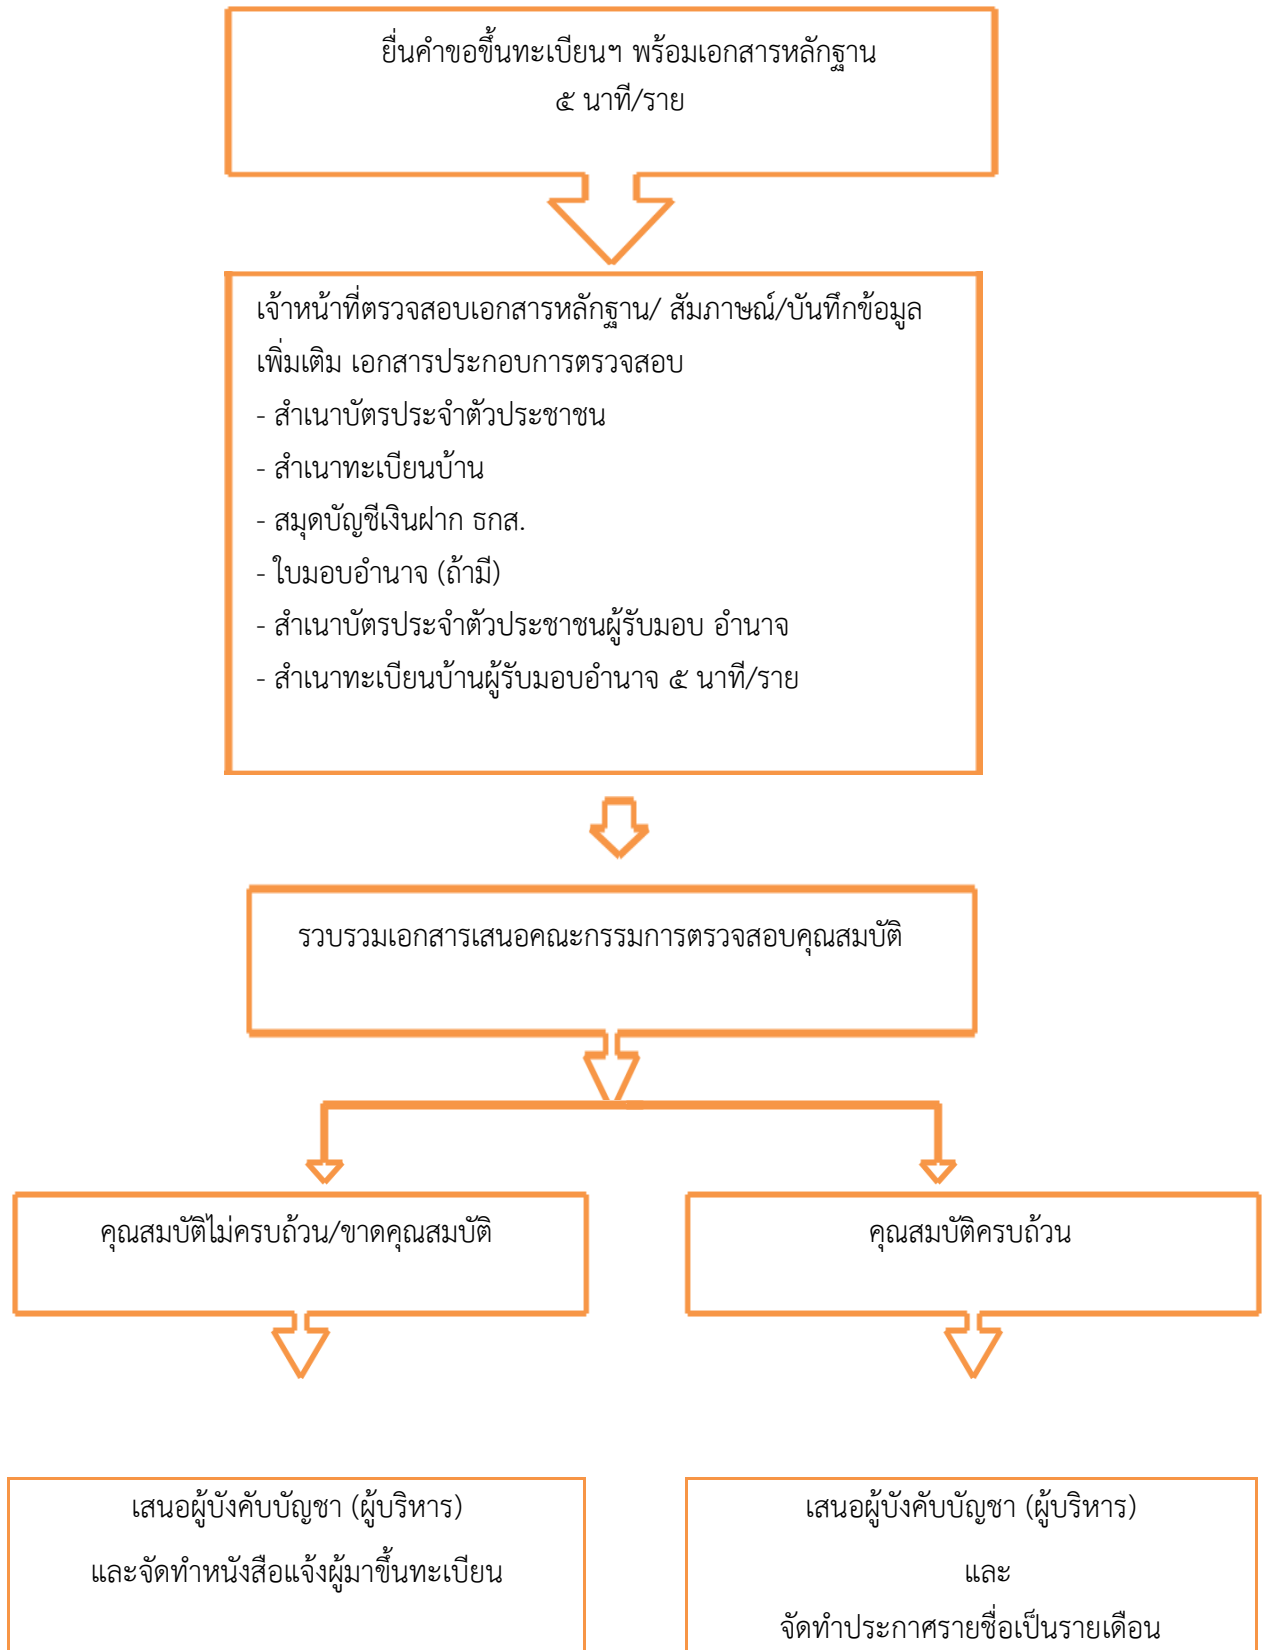 ยื่นคำขอขึ้นทะเบียนฯ พร้อมเอกสารหลักฐาน
๕ นาที/ราย
เจ้าหน้าที่ตรวจสอบเอกสารหลักฐาน/ สัมภาษณ์/บันทึกข้อมูล
เพิ่มเติม เอกสารประกอบการตรวจสอบ
- สำเนาบัตรประจำตัวประชาชน
- สำเนาทะเบียนบ้าน
- สมุดบัญชีเงินฝาก ธกส.
- ใบมอบอำนาจ (ถ้ามี)
- สำเนาบัตรประจำตัวประชาชนผู้รับมอบ อำนาจ
- สำเนาทะเบียนบ้านผู้รับมอบอำนาจ ๕ นาที/ราย
รวบรวมเอกสารเสนอคณะกรรมการตรวจสอบคุณสมบัติ
คุณสมบัติไม่ครบถ้วน/ขาดคุณสมบัติ
คุณสมบัติครบถ้วน
เสนอผู้บังคับบัญชา (ผู้บริหาร)
และจัดทำหนังสือแจ้งผู้มาขึ้นทะเบียน
เสนอผู้บังคับบัญชา (ผู้บริหาร)
และ
จัดทำประกาศรายชื่อเป็นรายเดือน